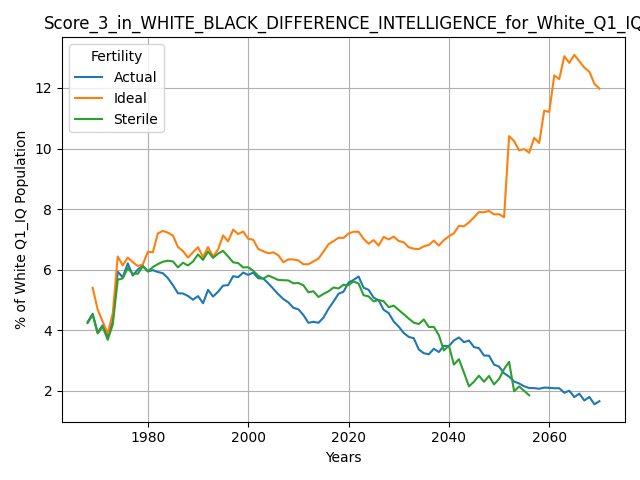 Score_3_in_WHITE_BLACK_DIFFERENCE_INTELLIGENCE_for_White_Q1_IQ
Fertility
Actual
Ideal
Sterile
% of White Q1_IQ Population
12
10
8
6
4
2
1980
2000
2020
2040
2060
Years